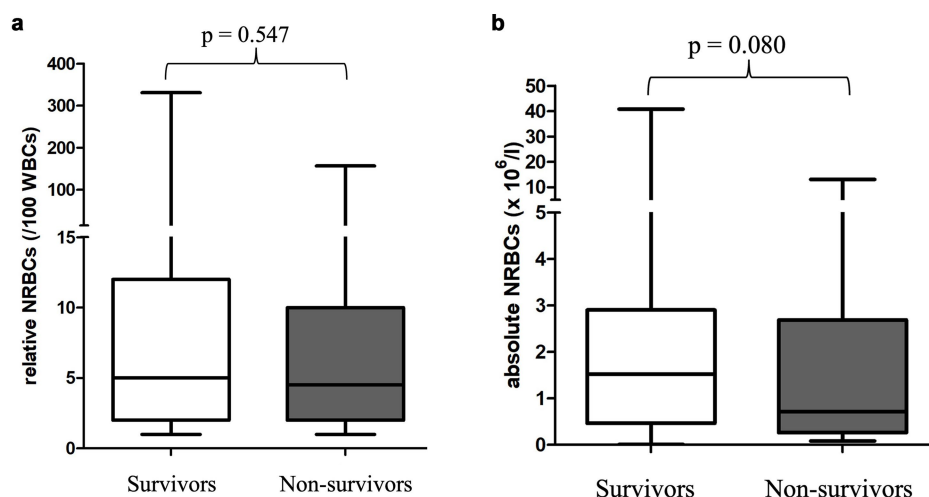 a
p = 0.547
relative NRBCs (/100 WBCs)
400
300
200
100
15
10
5
0
Survivors
Non-survivors
b
p = 0.080
absolute NRBCs (x 10⁶/l)
50
40
30
20
10
5
4
3
2
1
0
Survivors
Non-survivors